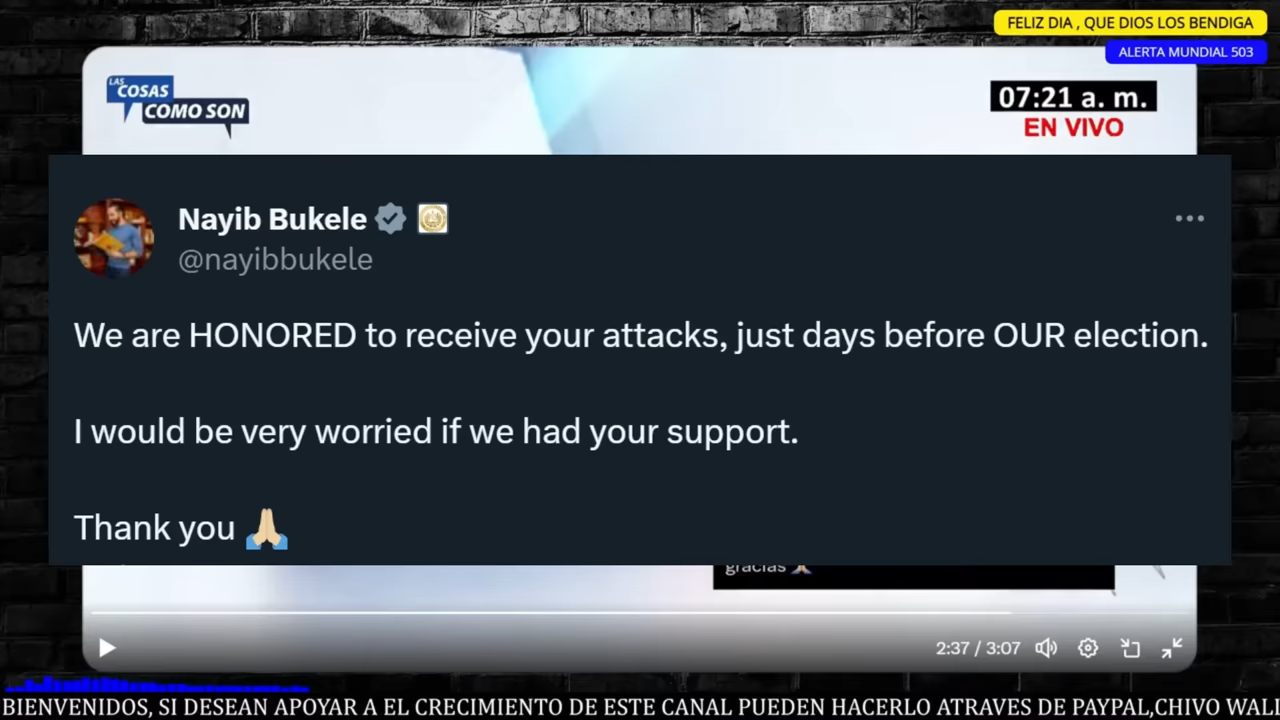 FELIZ DIA , QUE DIOS LOS BENDIGA
ALERTA MUNDIAL 503
LAS
COSAS
COMO SON
07:21 a. m.
EN VIVO
Nayib Bukele
@nayibbukele
We are HONORED to receive your attacks, just days before OUR election.
I would be very worried if we had your support.
Thank you 🙏🏼
gracias 🙏🏼
2:37 / 3:07
BIENVENIDOS, SI DESEAN APOYAR A EL CRECIMIENTO DE ESTE CANAL PUEDEN HACERLO ATRAVES DE PAYPAL,CHIVO